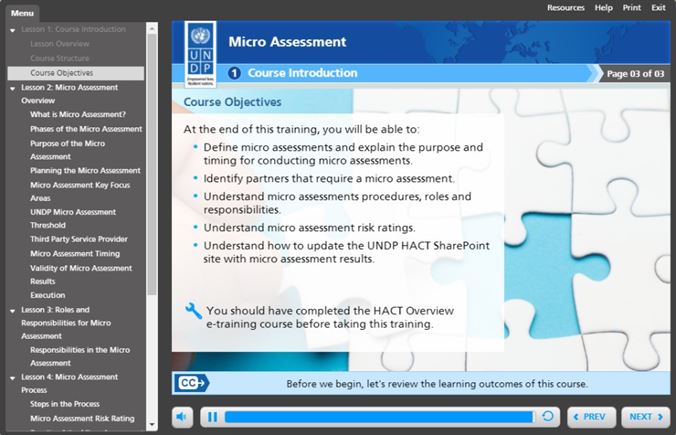 Resources Help Print Exit
Menu
Lesson 1: Course Introduction
Lesson Overview
Course Structure
Course Objectives
Lesson 2: Micro Assessment
Overview
What is Micro Assessment?
Phases of the Micro Assessment
Purpose of the Micro
Assessment
Planning the Micro Assessment
Micro Assessment Key Focus
Areas
UNDP Micro Assessment
Threshold
Third Party Service Provider
Micro Assessment Timing
Validity of Micro Assessment
Results
Execution
Lesson 3: Roles and
Responsibilities for Micro
Assessment
Responsibilities in the Micro
Assessment
Lesson 4: Micro Assessment
Process
Steps in the Process
Micro Assessment Risk Rating
U N
D P
Empowered lives.
Resilient nations.
Micro Assessment
1 Course Introduction
Page 03 of 03
Course Objectives
At the end of this training, you will be able to:
• Define micro assessments and explain the purpose and
timing for conducting micro assessments.
• Identify partners that require a micro assessment.
• Understand micro assessments procedures, roles and
responsibilities.
• Understand micro assessment risk ratings.
• Understand how to update the UNDP HACT SharePoint
site with micro assessment results.
You should have completed the HACT Overview
e-training course before taking this training.
CC
Before we begin, let's review the learning outcomes of this course.
PREV
NEXT